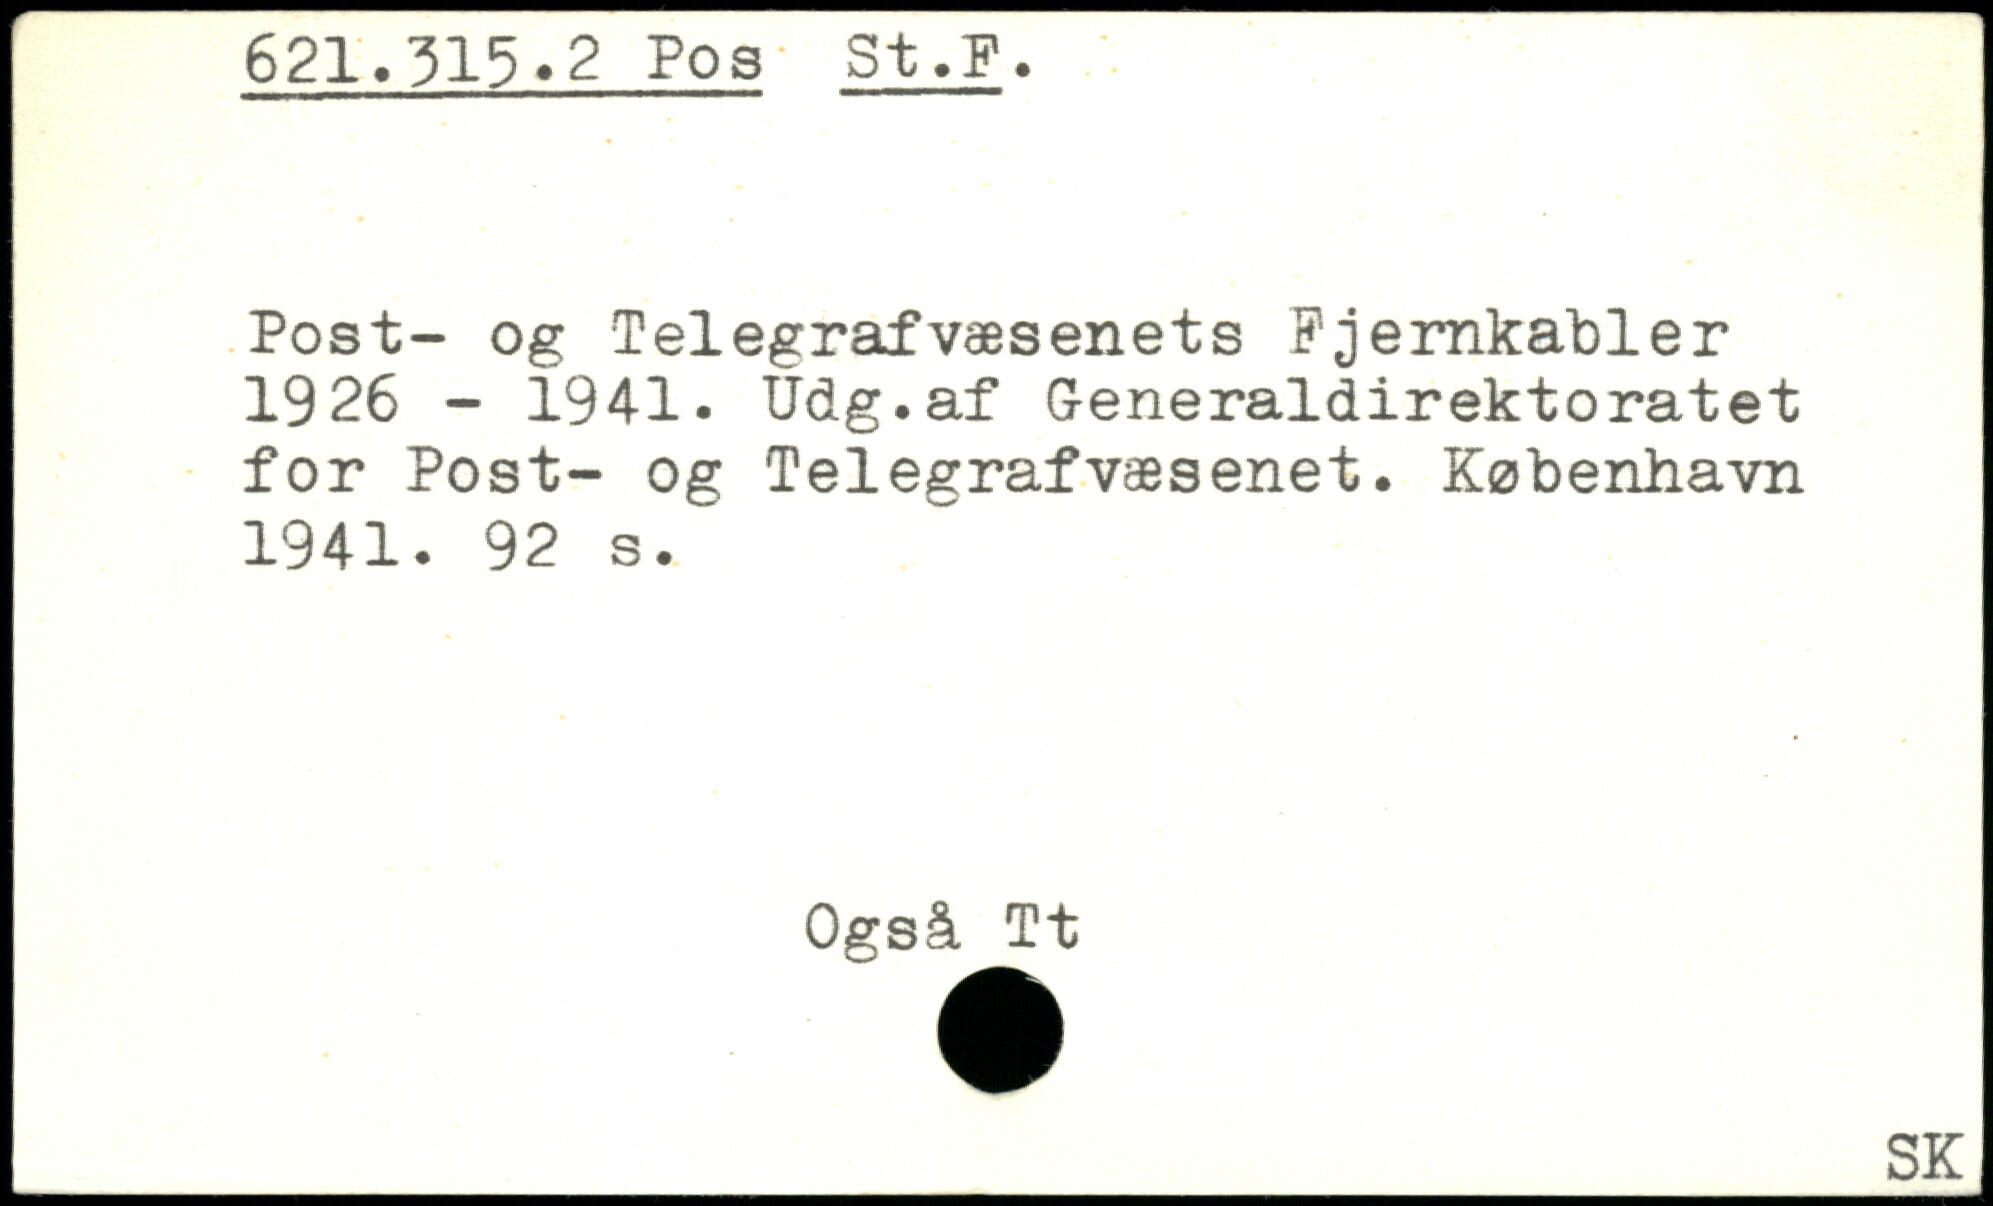 621.315.2 Pos St.F.
Post- og Telegrafvæsenets Fjernkabler
1926 - 1941. Udg.af Generaldirektoratet
for Post- og Telegrafvæsenet. København
1941. 92 s.
Også Tt
SK